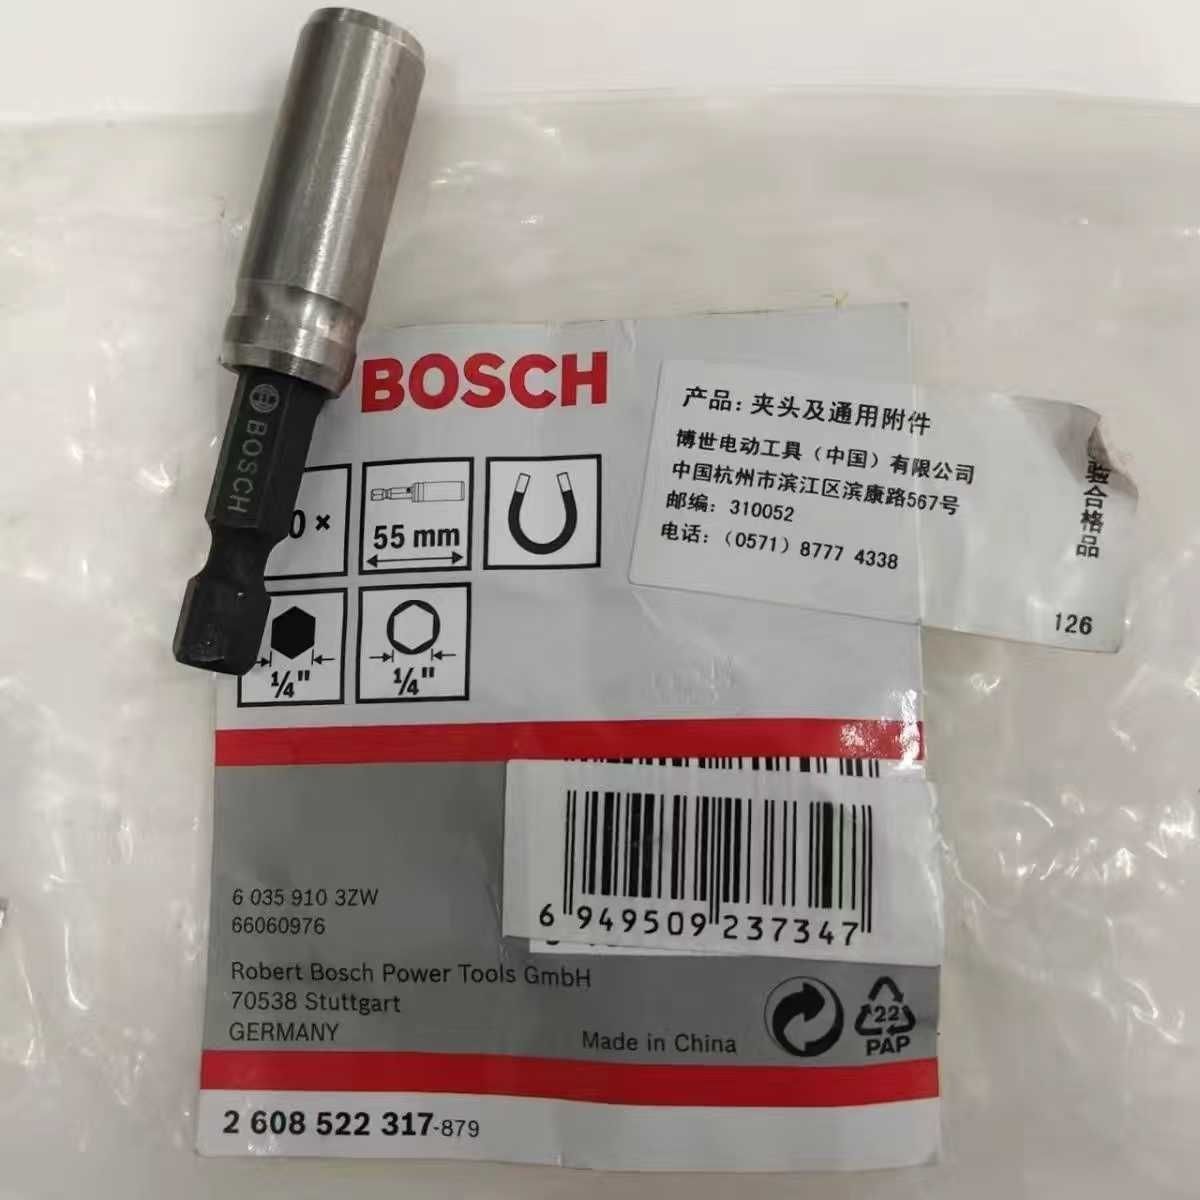 BOSCH
BOSCH
0 ×
55 mm
1/4"
1/4"
产品：夹头及通用附件
博世电动工具（中国）有限公司
中国杭州市滨江区滨康路567号
邮编：310052
电话：（0571）8777 4338
验合格品
126
6 949509 237347
6 035 910 3ZW
66060976
Robert Bosch Power Tools GmbH
70538 Stuttgart
GERMANY
Made in China
22
PAP
2 608 522 317-879